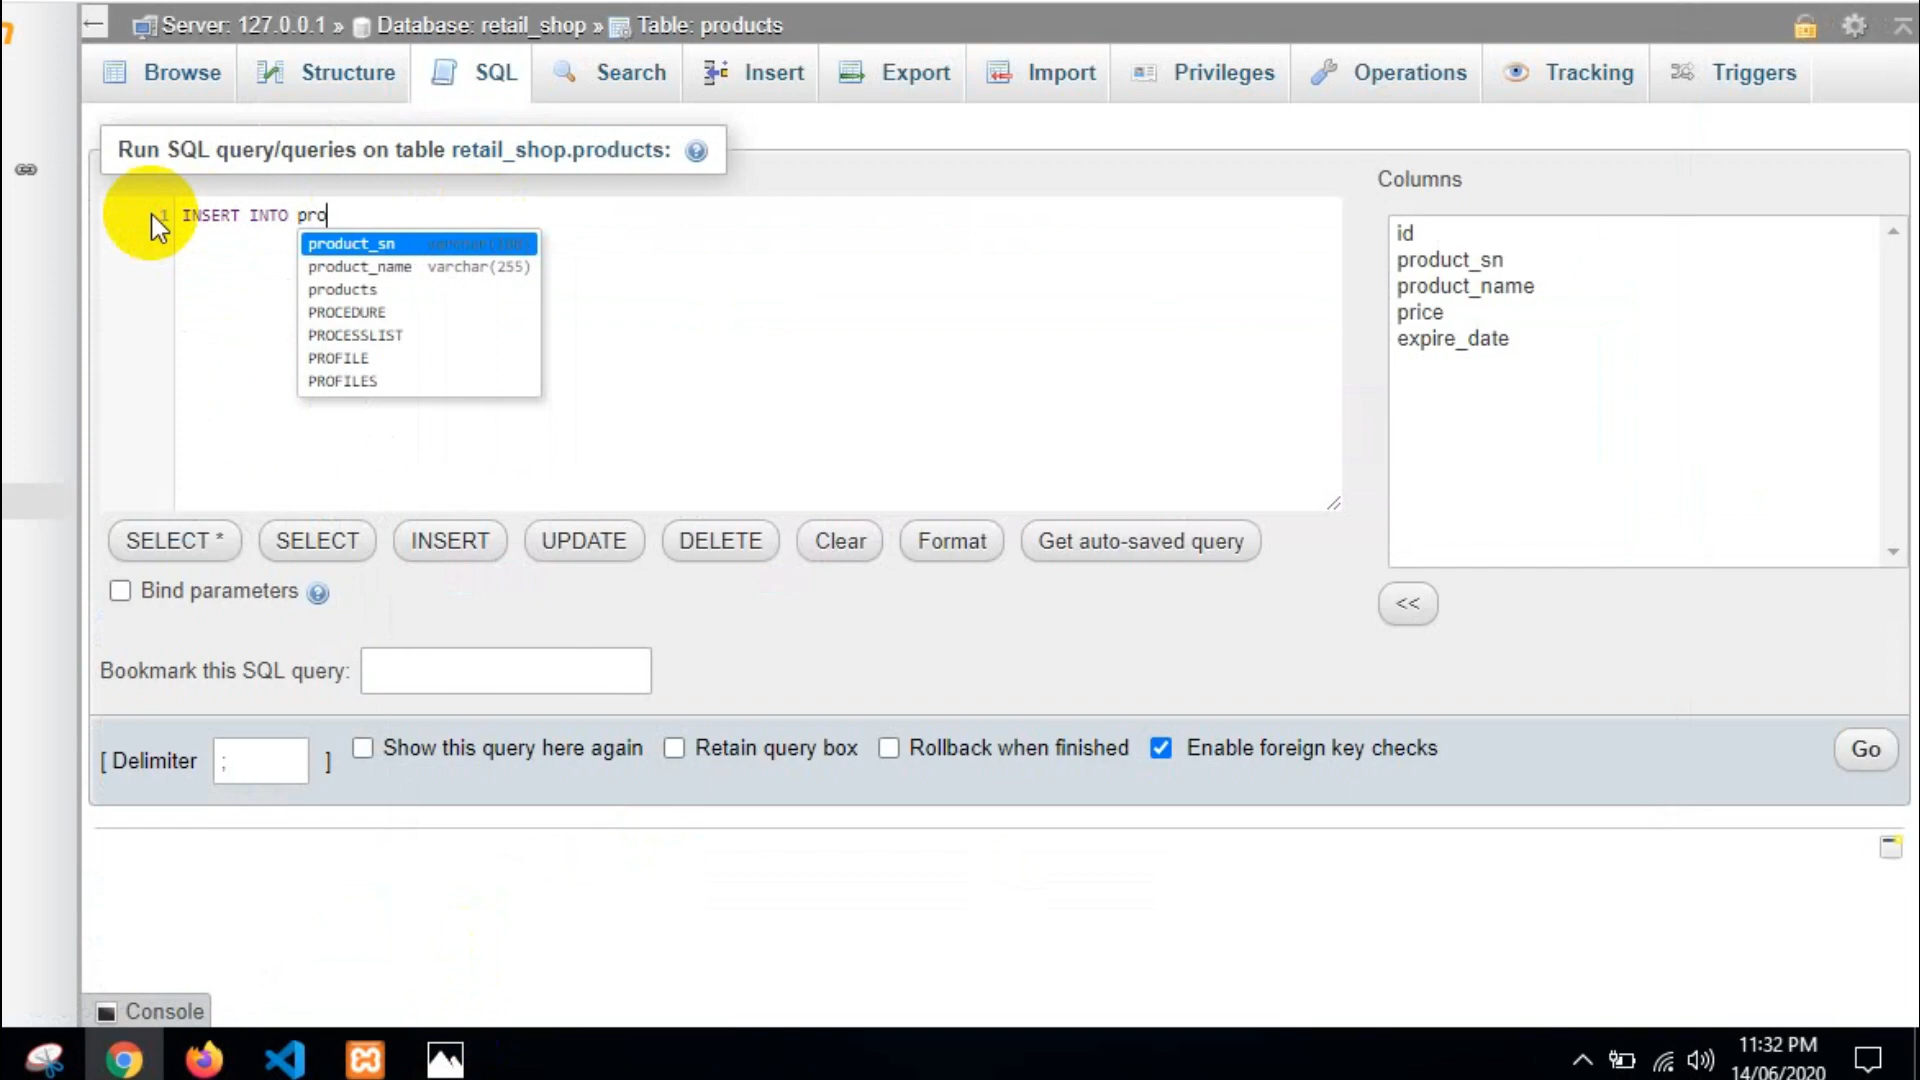 Server: 127.0.0.1 » Database: retail_shop » Table: products
Browse Structure SQL Search Insert Export Import Privileges Operations Tracking Triggers
Run SQL query/queries on table retail_shop.products:
Columns
1 INSERT INTO pro
product_sn
product_name varchar(255)
products
PROCEDURE
PROCESSLIST
PROFILE
PROFILES
id
product_sn
product_name
price
expire_date
SELECT * SELECT INSERT UPDATE DELETE Clear Format Get auto-saved query
Bind parameters
<<
Bookmark this SQL query:
[ Delimiter ; ] Show this query here again Retain query box Rollback when finished Enable foreign key checks Go
Console
11:32 PM
14/06/2020